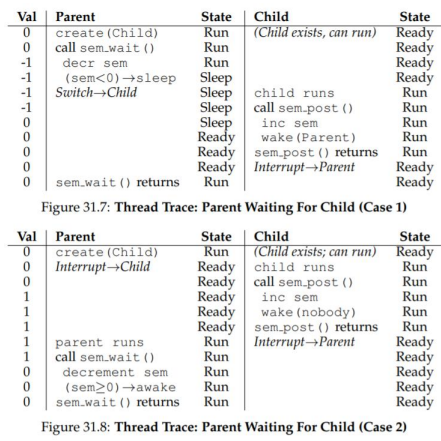 Val Parent State Child State
0 create(Child) Run (Child exists, can run) Ready
0 call sem_wait() Run Ready
-1 decr sem Run Ready
-1 (sem<0)→sleep Sleep Ready
-1 Switch→Child Sleep child runs Run
-1 Sleep call sem_post() Run
0 Sleep inc sem Run
0 Ready wake(Parent) Run
0 Ready sem_post() returns Run
0 Ready Interrupt→Parent Ready
0 sem_wait() returns Run Ready
Figure 31.7: Thread Trace: Parent Waiting For Child (Case 1)
Val Parent State Child State
0 create(Child) Run (Child exists; can run) Ready
0 Interrupt→Child Ready child runs Run
0 Ready call sem_post() Run
1 Ready inc sem Run
1 Ready wake(nobody) Run
1 Ready sem_post() returns Run
1 parent runs Run Interrupt→Parent Ready
1 call sem_wait() Run Ready
0 decrement sem Run Ready
0 (sem≥0)→awake Run Ready
0 sem_wait() returns Run Ready
Figure 31.8: Thread Trace: Parent Waiting For Child (Case 2)